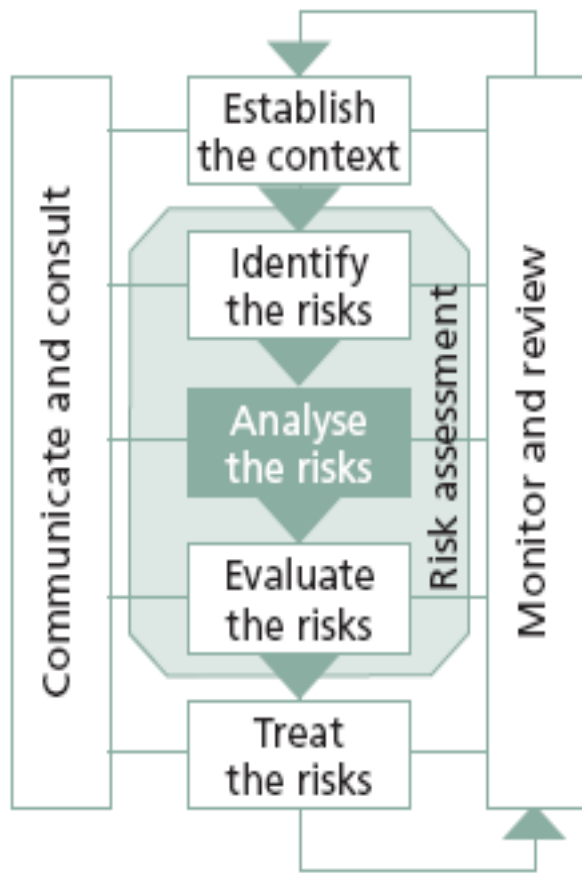 Establish
the context
Communicate and consult
Identify
the risks
Analyse
the risks
Evaluate
the risks
Risk assessment
Monitor and review
Treat
the risks